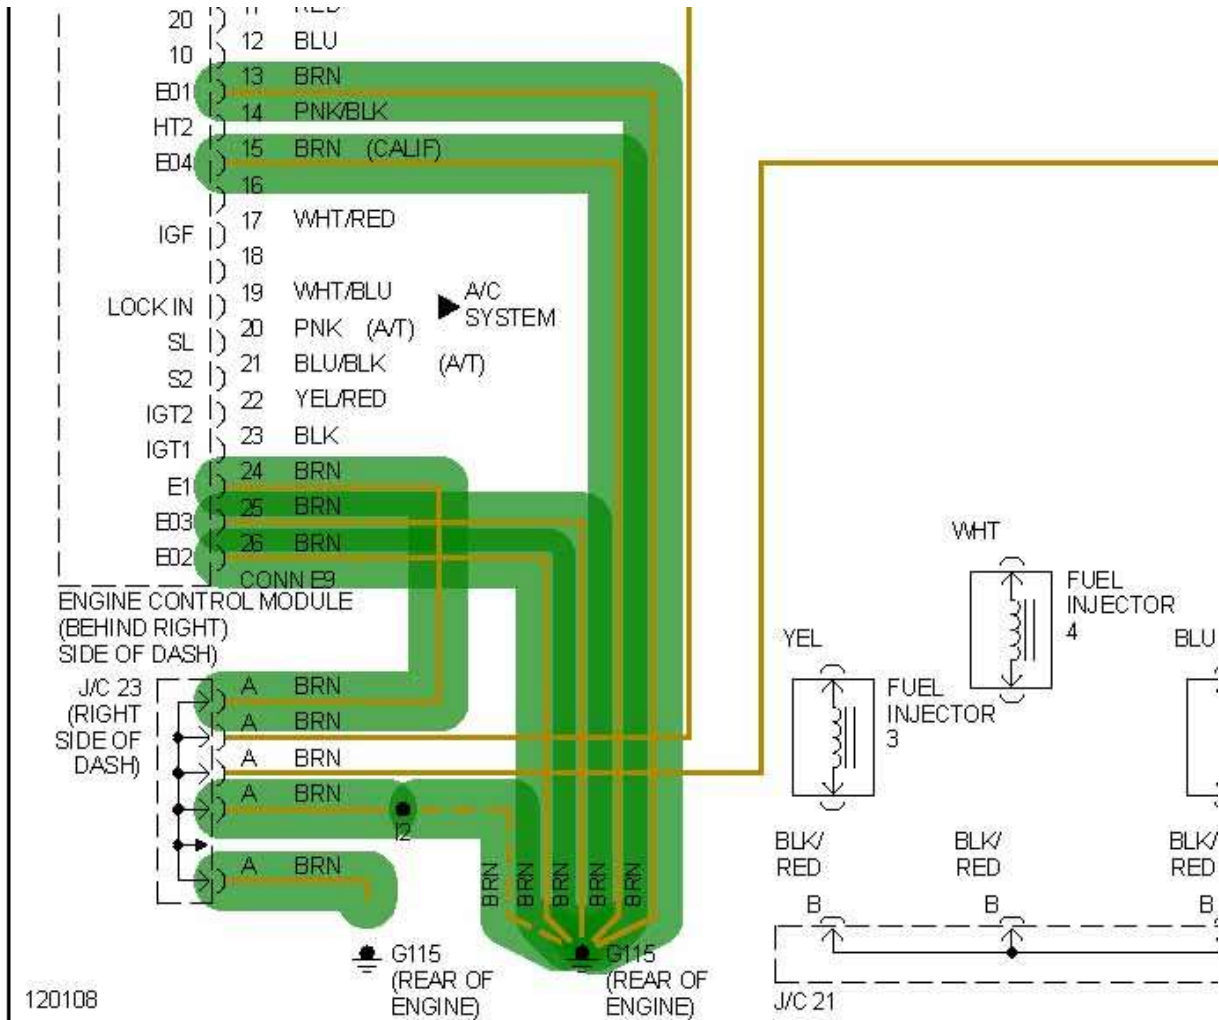 20
11 RED
10
12 BLU
E01
13 BRN
HT2
14 PNK/BLK
E04
15 BRN (CALIF)
16
IGF
17 WHT/RED
18
LOCK IN
19 WHT/BLU
A/C
SYSTEM
SL
20 PNK (A/T)
S2
21 BLU/BLK (A/T)
IGT2
22 YEL/RED
IGT1
23 BLK
E1
24 BRN
E03
25 BRN
E02
26 BRN
CONN E9
ENGINE CONTROL MODULE
(BEHIND RIGHT)
SIDE OF DASH)
J/C 23
(RIGHT
SIDE OF
DASH)
A BRN
A BRN
A BRN
A BRN
I2
A BRN
BRN
BRN
BRN
BRN
BRN
G115
(REAR OF
ENGINE)
G115
(REAR OF
ENGINE)
120108
WHT
FUEL
INJECTOR
4
YEL
FUEL
INJECTOR
3
BLU
BLK/
RED
BLK/
RED
BLK/
RED
B
B
B
J/C 21